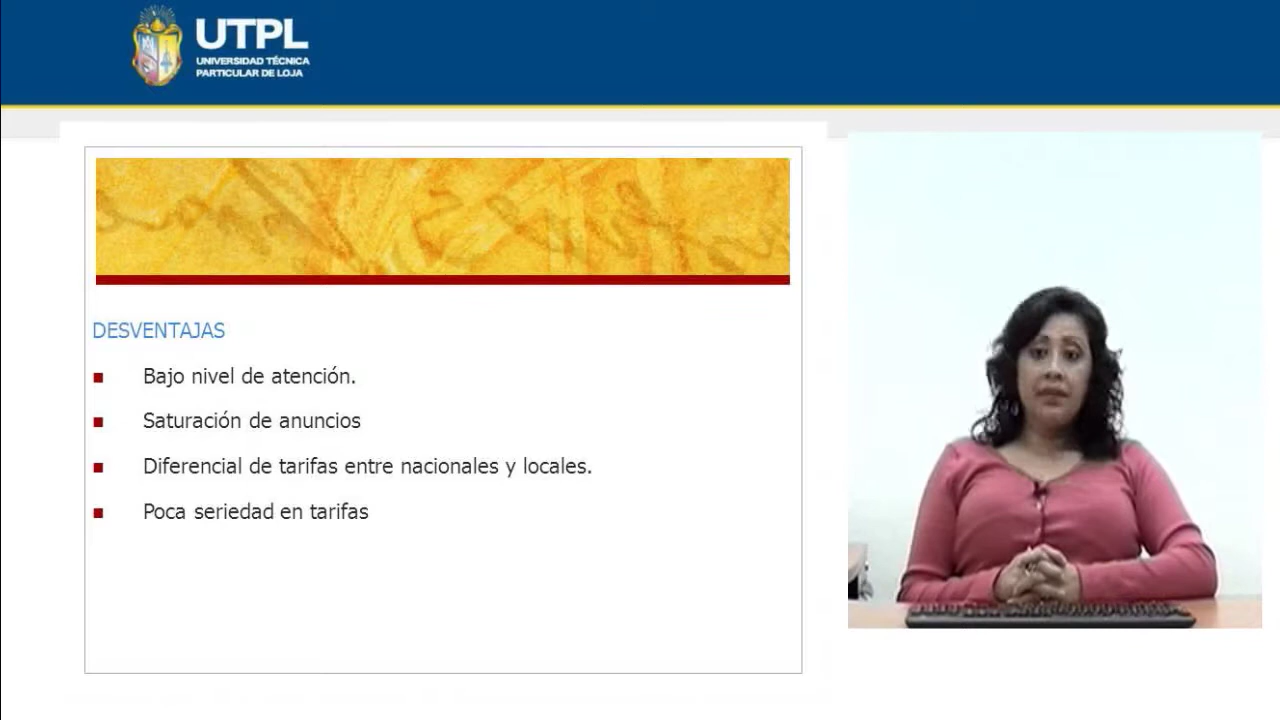 UTPL
UNIVERSIDAD TÉCNICA
PARTICULAR DE LOJA
DESVENTAJAS
Bajo nivel de atención.
Saturación de anuncios
Diferencial de tarifas entre nacionales y locales.
Poca seriedad en tarifas